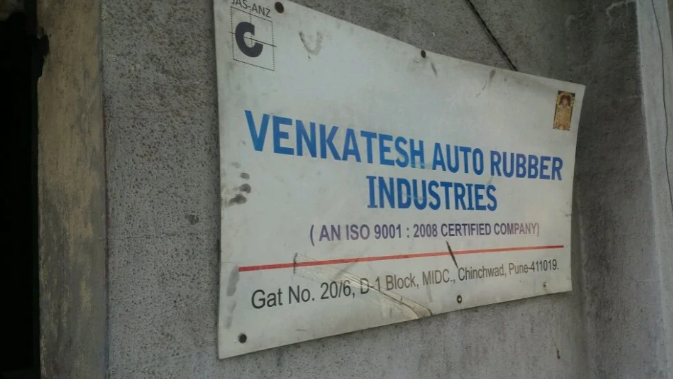 JAS-ANZ
C
VENKATESH AUTO RUBBER
INDUSTRIES
( AN ISO 9001 : 2008 CERTIFIED COMPANY)
Gat No. 20/6, D-1 Block, MIDC., Chinchwad, Pune-411019.